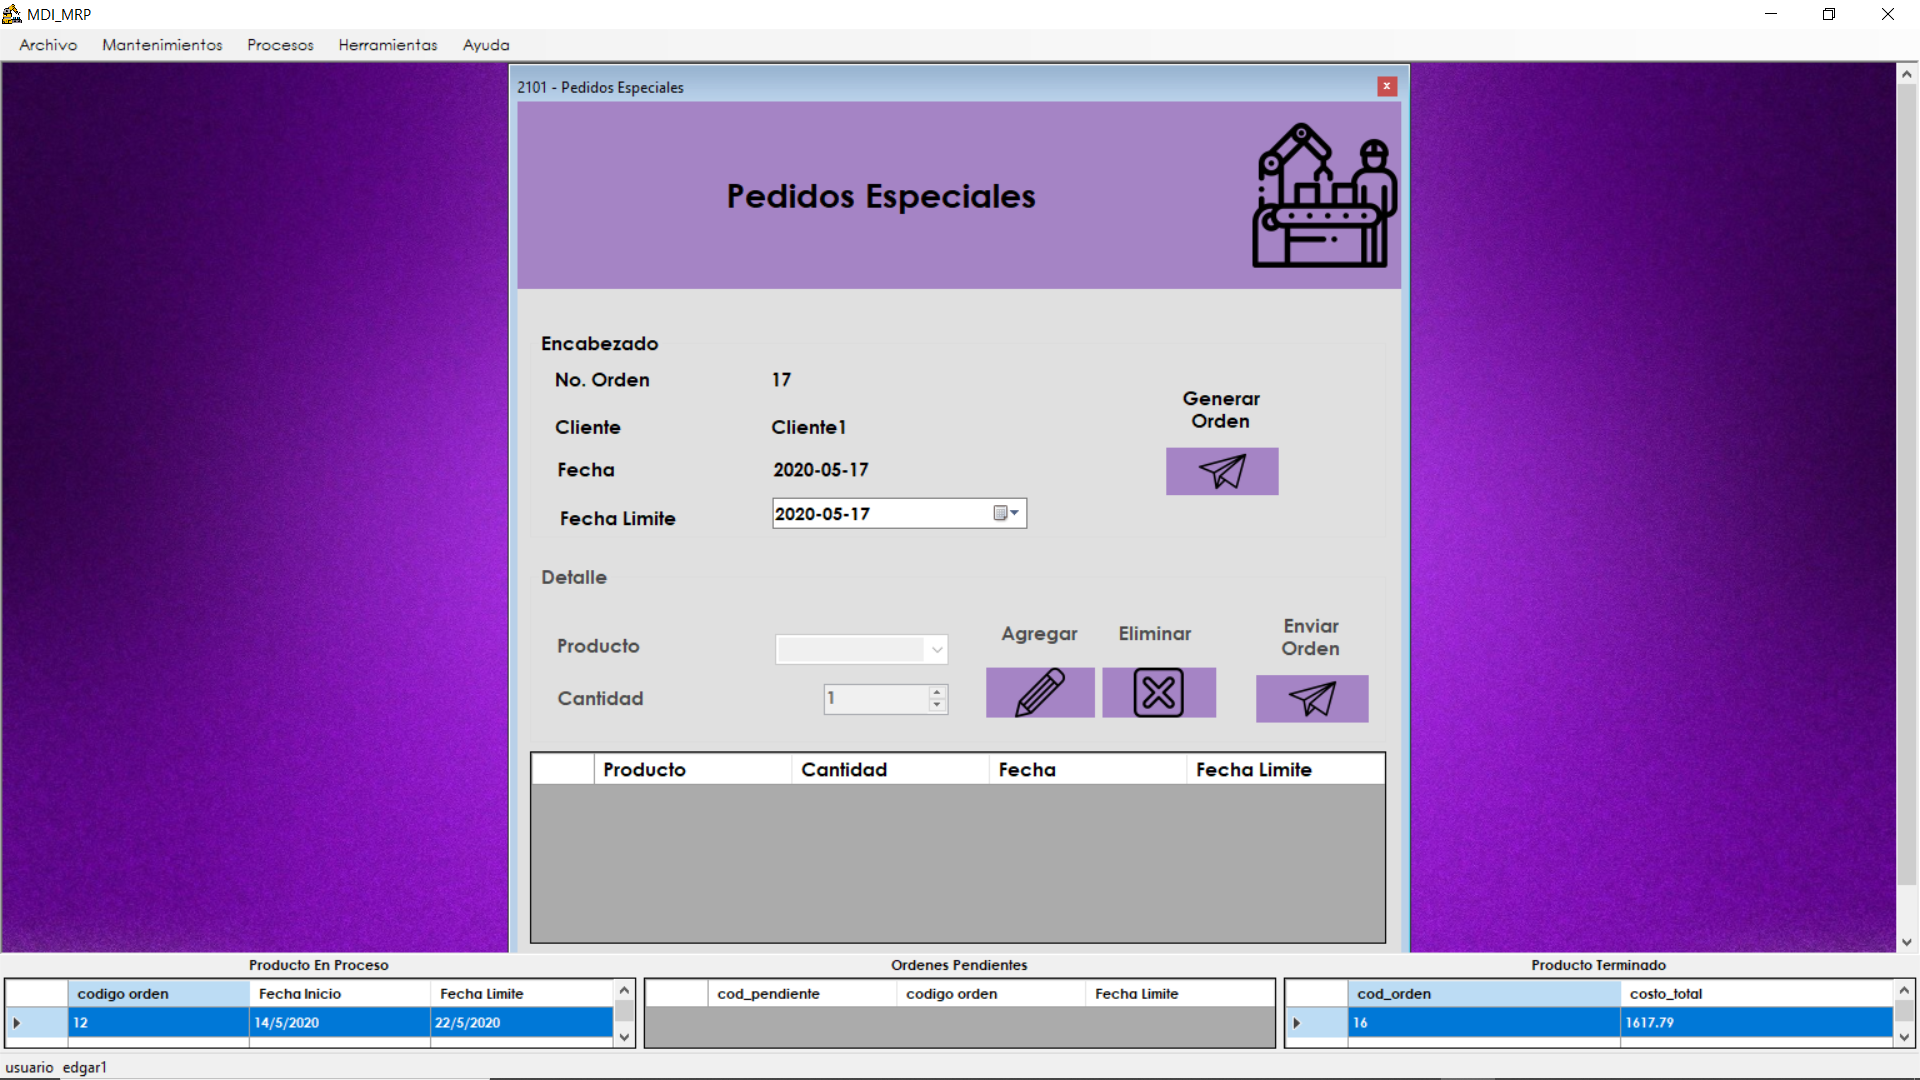 MDI_MRP
Archivo Mantenimientos Procesos Herramientas Ayuda
2101 - Pedidos Especiales
Pedidos Especiales
Encabezado
No. Orden 17
Cliente Cliente1
Fecha 2020-05-17
Fecha Limite 2020-05-17
Generar
Orden
Detalle
Producto
Cantidad 1
Agregar Eliminar
Enviar
Orden
Producto Cantidad Fecha Fecha Limite
Producto En Proceso
codigo orden Fecha Inicio Fecha Limite
12 14/5/2020 22/5/2020
Ordenes Pendientes
cod_pendiente codigo orden Fecha Limite
Producto Terminado
cod_orden costo_total
16 1617.79
usuario edgar1